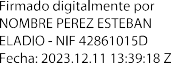 Firmado digitalmente por
NOMBRE PEREZ ESTEBAN
ELADIO - NIF 42861015D
Fecha: 2023.12.11 13:39:18 Z